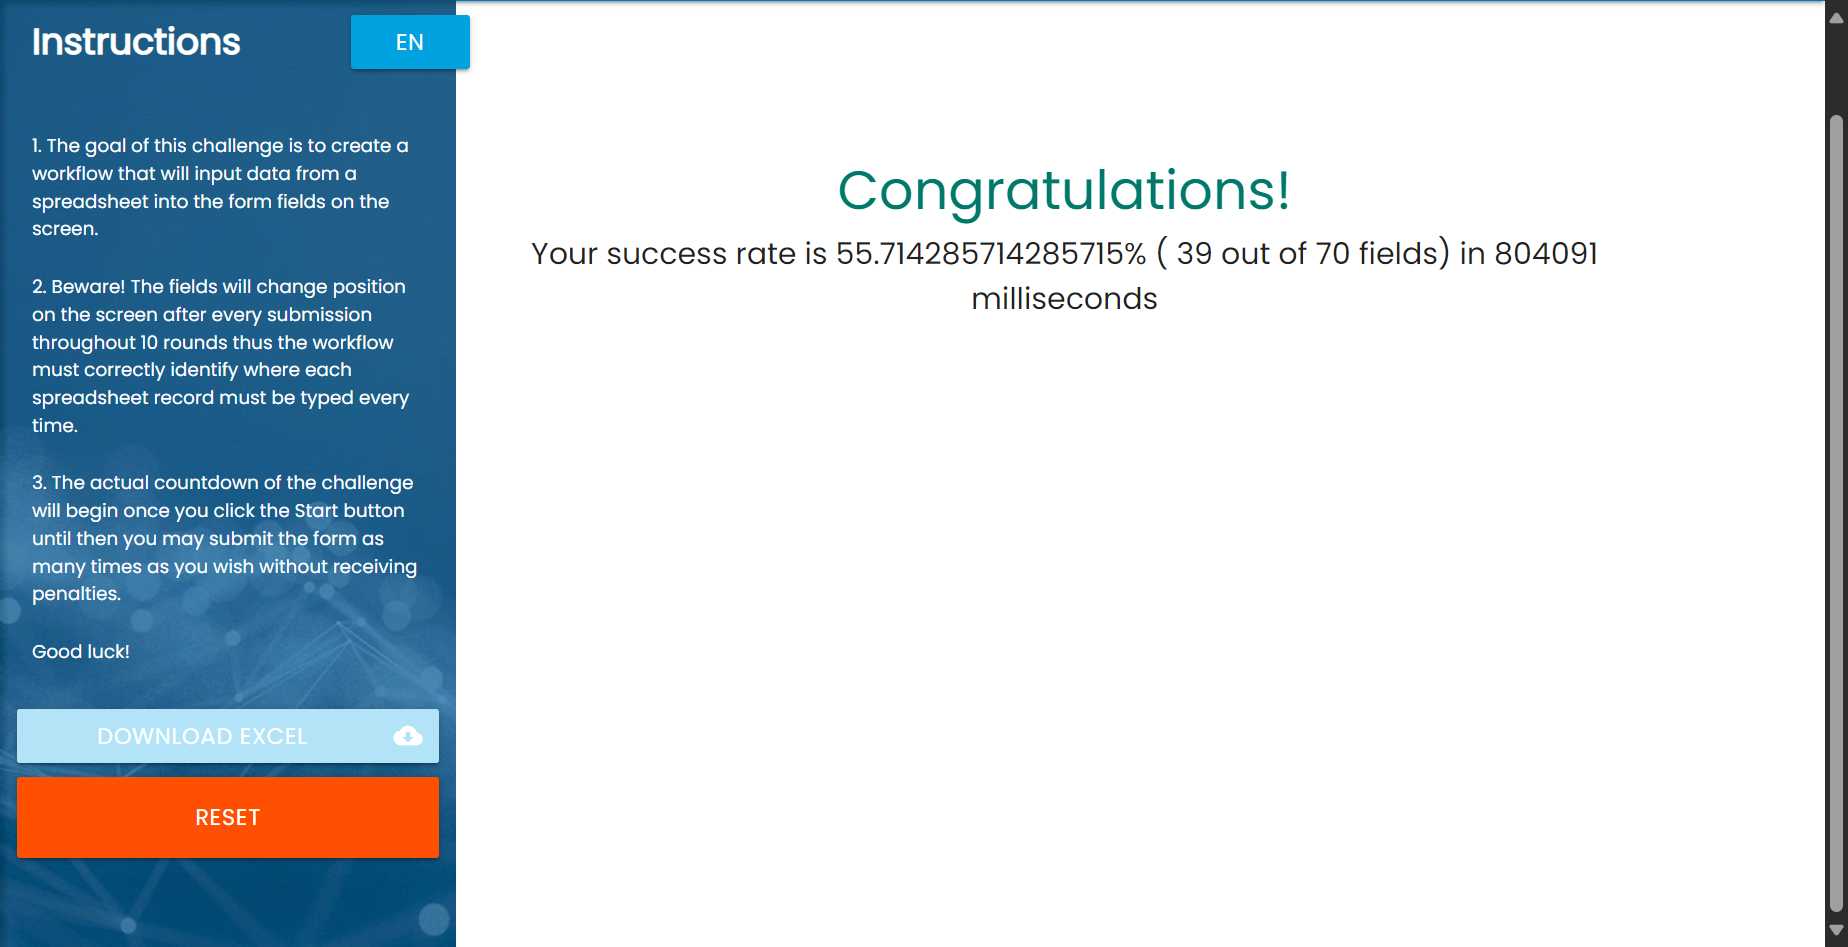 Instructions
EN
1. The goal of this challenge is to create a
workflow that will input data from a
spreadsheet into the form fields on the
screen.
2. Beware! The fields will change position
on the screen after every submission
throughout 10 rounds thus the workflow
must correctly identify where each
spreadsheet record must be typed every
time.
3. The actual countdown of the challenge
will begin once you click the Start button
until then you may submit the form as
many times as you wish without receiving
penalties.
Good luck!
DOWNLOAD EXCEL
RESET
Congratulations!
Your success rate is 55.714285714285715% ( 39 out of 70 fields) in 804091
milliseconds